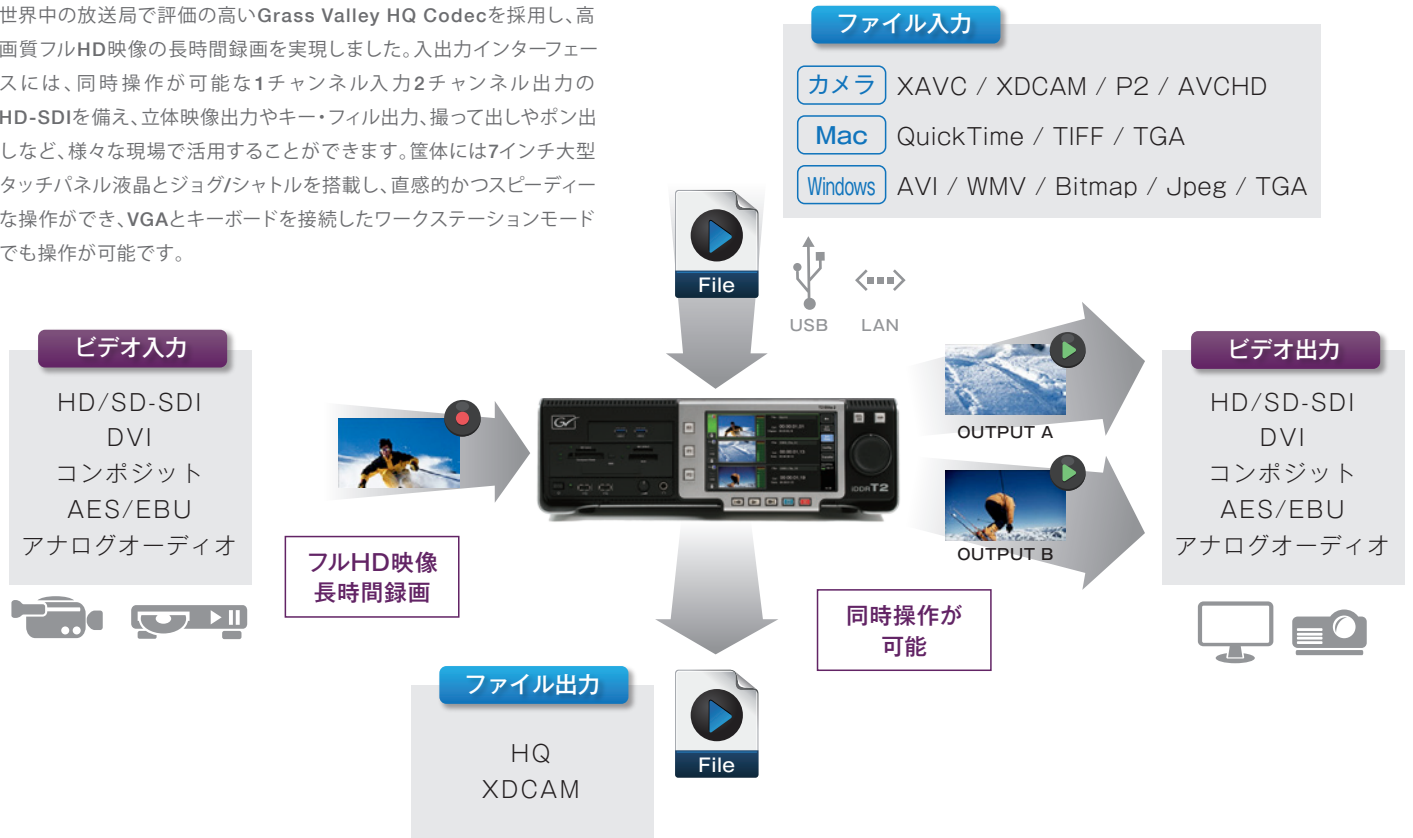 世界中の放送局で評価の高いGrass Valley HQ Codecを採用し、高
画質フルHD映像の長時間録画を実現しました。入出力インターフェー
スには、同時操作が可能な1チャンネル入力2チャンネル出力の
HD-SDIを備え、立体映像出力やキー・フィル出力、撮って出しやポン出
しなど、様々な現場で活用することができます。筐体には7インチ大型
タッチパネル液晶とジョグ/シャトルを搭載し、直感的かつスピーディー
な操作ができ、VGAとキーボードを接続したワークステーションモード
でも操作が可能です。
ファイル入力
カメラ XAVC / XDCAM / P2 / AVCHD
Mac QuickTime / TIFF / TGA
Windows AVI / WMV / Bitmap / Jpeg / TGA
File
USB LAN
ビデオ入力
HD/SD-SDI
DVI
コンポジット
AES/EBU
アナログオーディオ
フルHD映像
長時間録画
GV
iDDR T2
OUTPUT A
OUTPUT B
同時操作が
可能
ビデオ出力
HD/SD-SDI
DVI
コンポジット
AES/EBU
アナログオーディオ
ファイル出力
HQ
XDCAM
File